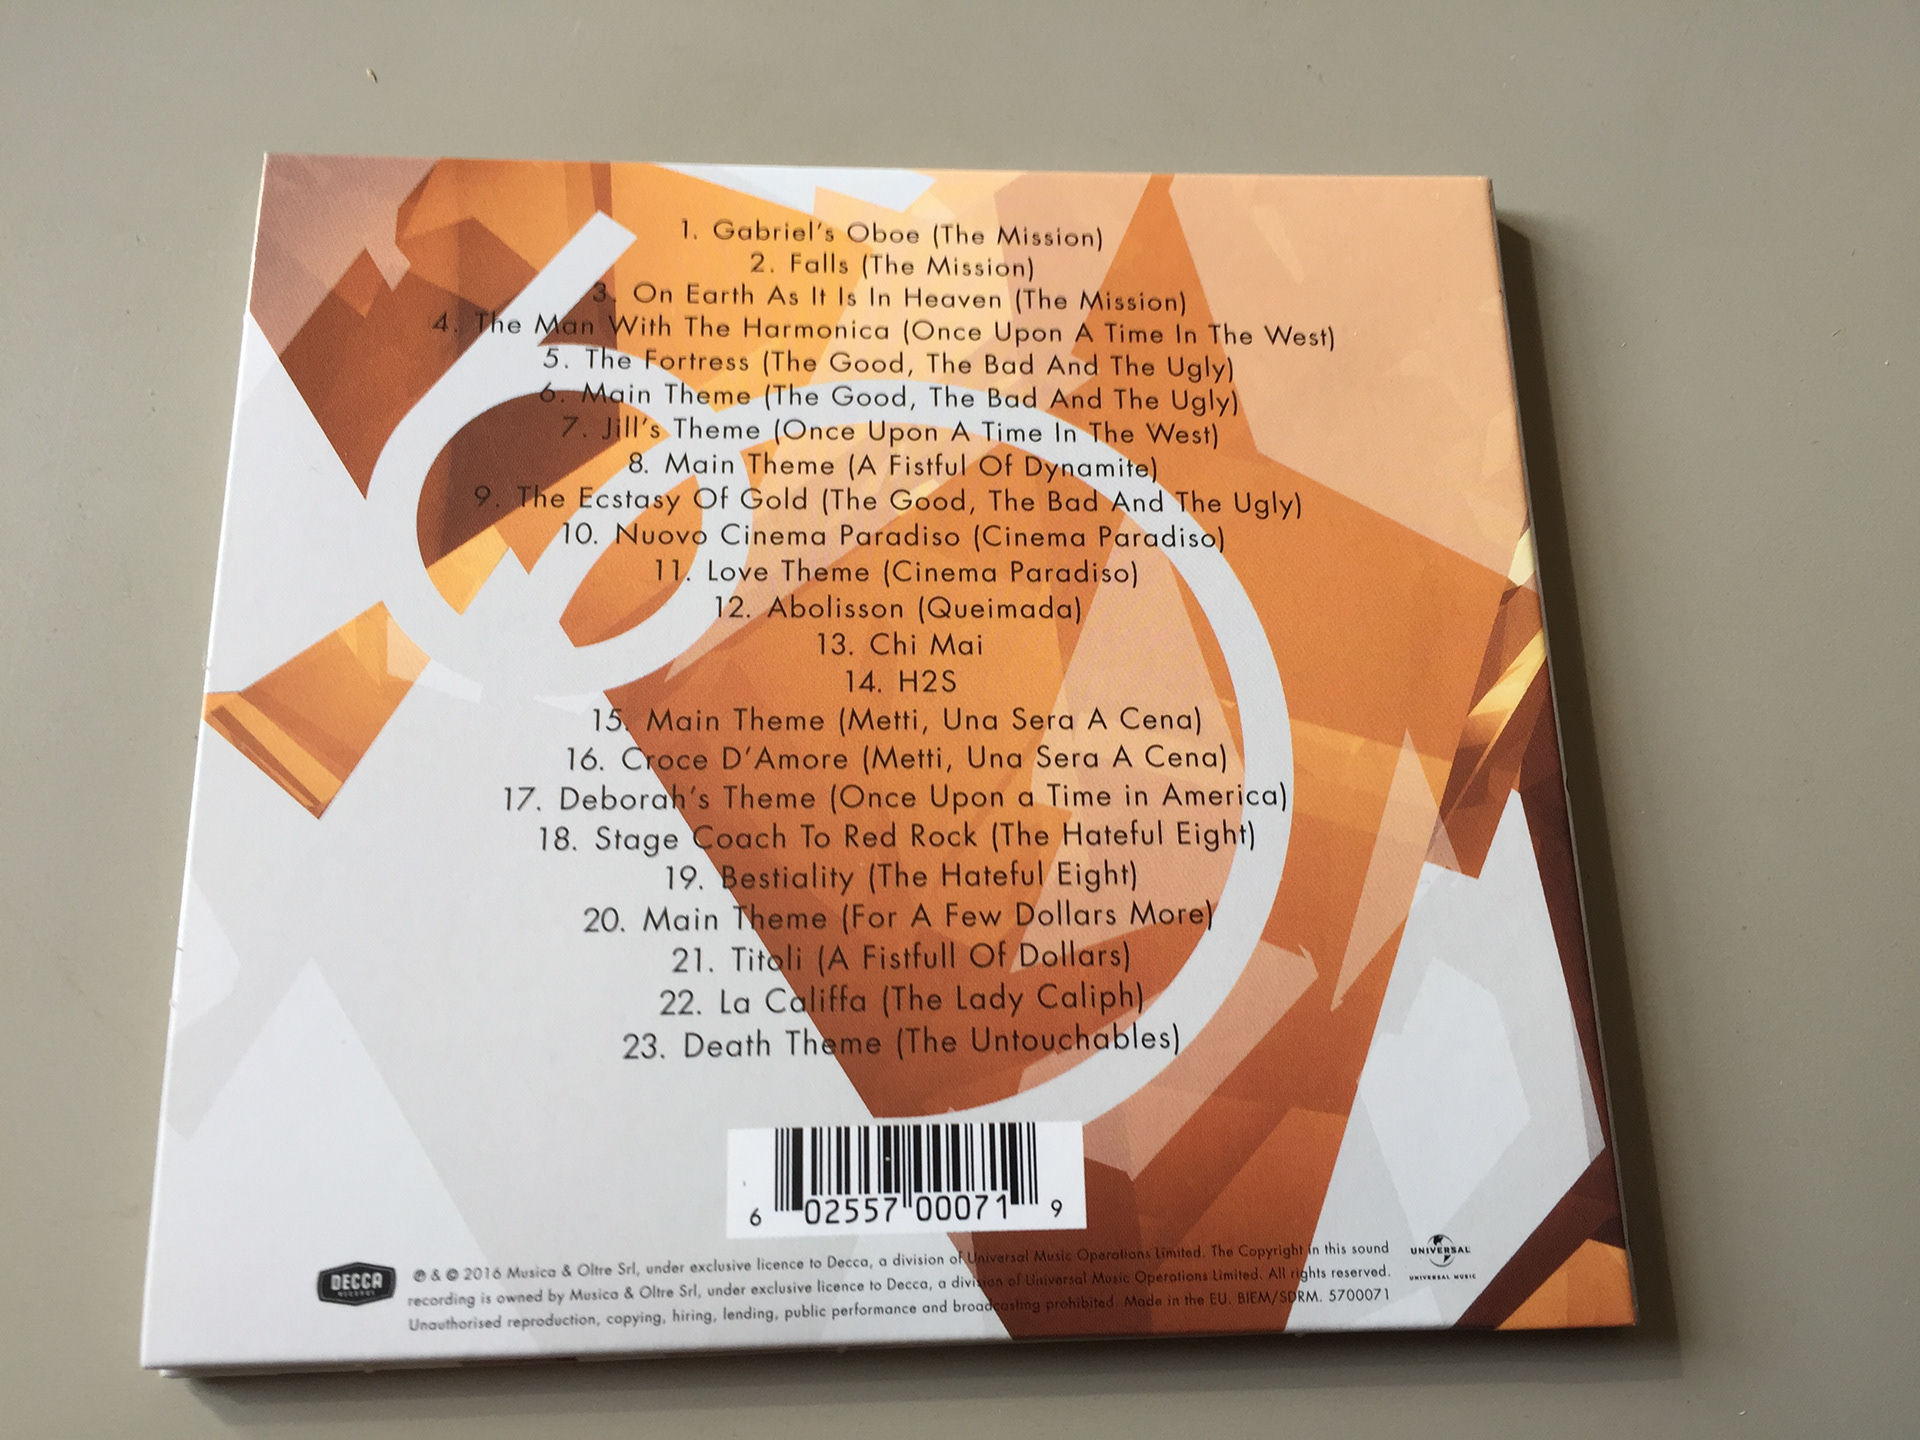 1. Gabriel's Oboe (The Mission)
2. Falls (The Mission)
3. On Earth As It Is In Heaven (The Mission)
4. The Man With The Harmonica (Once Upon A Time In The West)
5. The Fortress (The Good, The Bad And The Ugly)
6. Main Theme (The Good, The Bad And The Ugly)
7. Jill's Theme (Once Upon A Time In The West)
8. Main Theme (A Fistful Of Dynamite)
9. The Ecstasy Of Gold (The Good, The Bad And The Ugly)
10. Nuovo Cinema Paradiso (Cinema Paradiso)
11. Love Theme (Cinema Paradiso)
12. Abolisson (Queimada)
13. Chi Mai
14. H2S
15. Main Theme (Metti, Una Sera A Cena)
16. Croce D'Amore (Metti, Una Sera A Cena)
17. Deborah's Theme (Once Upon a Time in America)
18. Stage Coach To Red Rock (The Hateful Eight)
19. Bestiality (The Hateful Eight)
20. Main Theme (For A Few Dollars More)
21. Titoli (A Fistfull Of Dollars)
22. La Califfa (The Lady Caliph)
23. Death Theme (The Untouchables)
6 02557 00071 9
DECCA
RECORDS
℗ & © 2016 Musica & Oltre Srl, under exclusive licence to Decca, a division of Universal Music Operations Limited. The Copyright in this sound
recording is owned by Musica & Oltre Srl, under exclusive licence to Decca, a division of Universal Music Operations Limited. All rights reserved.
Unauthorised reproduction, copying, hiring, lending, public performance and broadcasting prohibited. Made in the EU. BIEM/SDRM. 5700071
UNIVERSAL
UNIVERSAL MUSIC